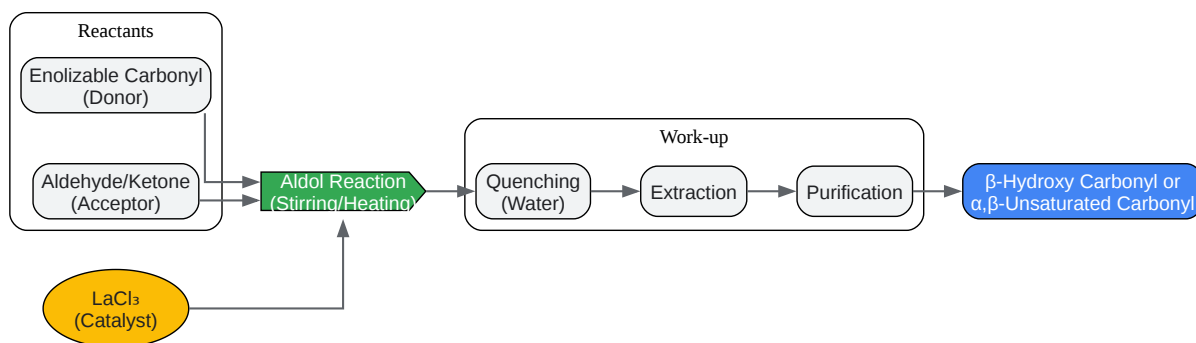 Reactants
Enolizable Carbonyl
(Donor)
Aldehyde/Ketone
(Acceptor)
LaCl₃
(Catalyst)
Aldol Reaction
(Stirring/Heating)
Work-up
Quenching
(Water)
Extraction
Purification
β-Hydroxy Carbonyl or
α,β-Unsaturated Carbonyl